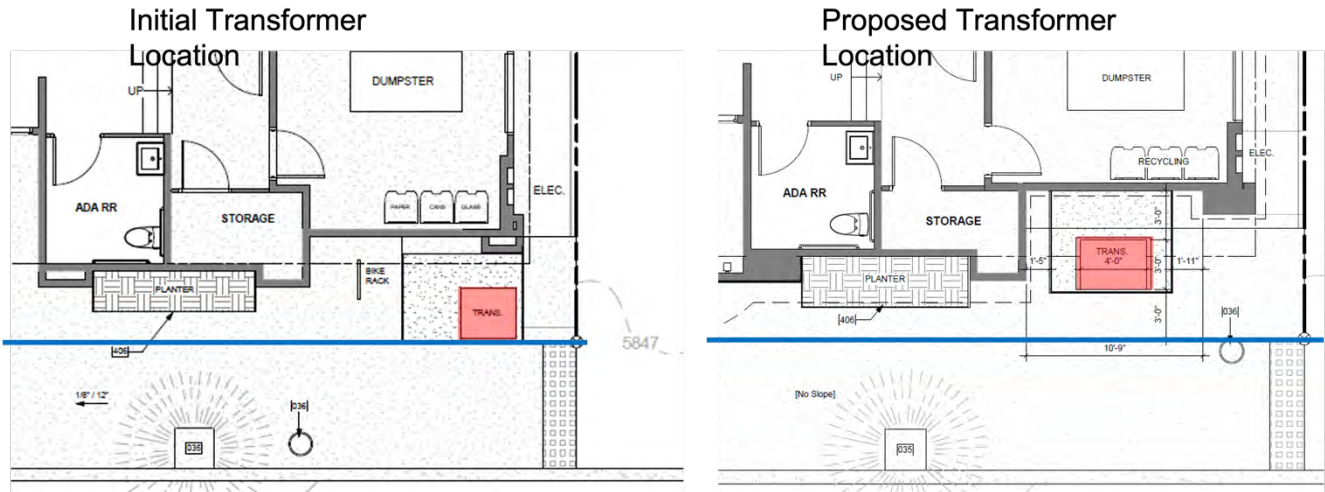 Initial Transformer
Location
UP
DUMPSTER
ADA RR
STORAGE
PAPER
CANS
GLASS
ELEC.
BIKE
RACK
PLANTER
TRANS.
|406|
5847
1/8" / 12"
|036|
036
Proposed Transformer
Location
UP
DUMPSTER
RECYCLING
ELEC.
ADA RR
STORAGE
3'-0"
TRANS.
1'-5"
4'-0"
3'-0"
1'-11"
PLANTER
|406|
3'-0"
|036|
10'-9"
[No Slope]
|035|